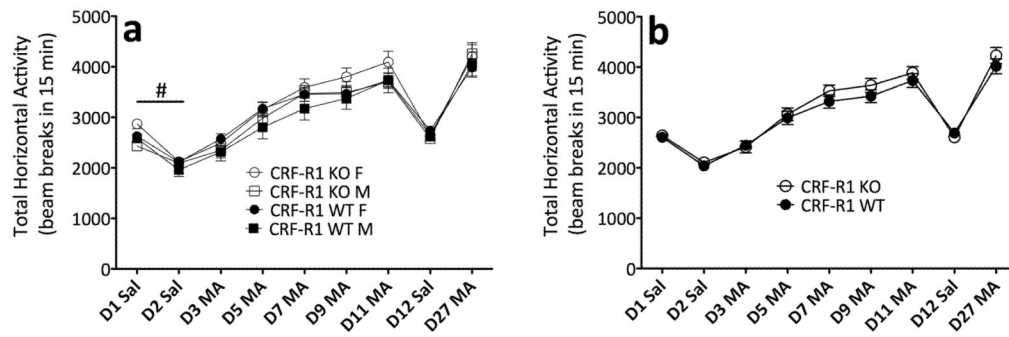 a
Total Horizontal Activity
(beam breaks in 15 min)
5000
4000
3000
2000
1000
0
#
CRF-R1 KO F
CRF-R1 KO M
CRF-R1 WT F
CRF-R1 WT M
D1 Sal
D2 Sal
D3 MA
D5 MA
D7 MA
D9 MA
D11 MA
D12 Sal
D27 MA
b
Total Horizontal Activity
(beam breaks in 15 min)
5000
4000
3000
2000
1000
0
CRF-R1 KO
CRF-R1 WT
D1 Sal
D2 Sal
D3 MA
D5 MA
D7 MA
D9 MA
D11 MA
D12 Sal
D27 MA